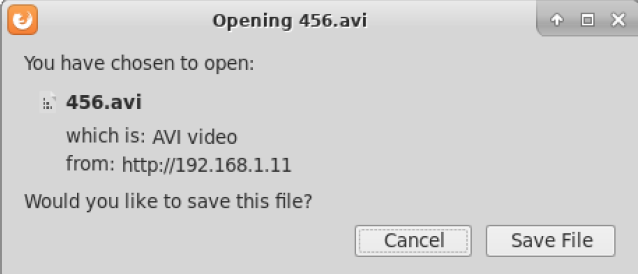 Opening 456.avi
You have chosen to open:
456.avi
which is: AVI video
from: http://192.168.1.11
Would you like to save this file?
Cancel Save File